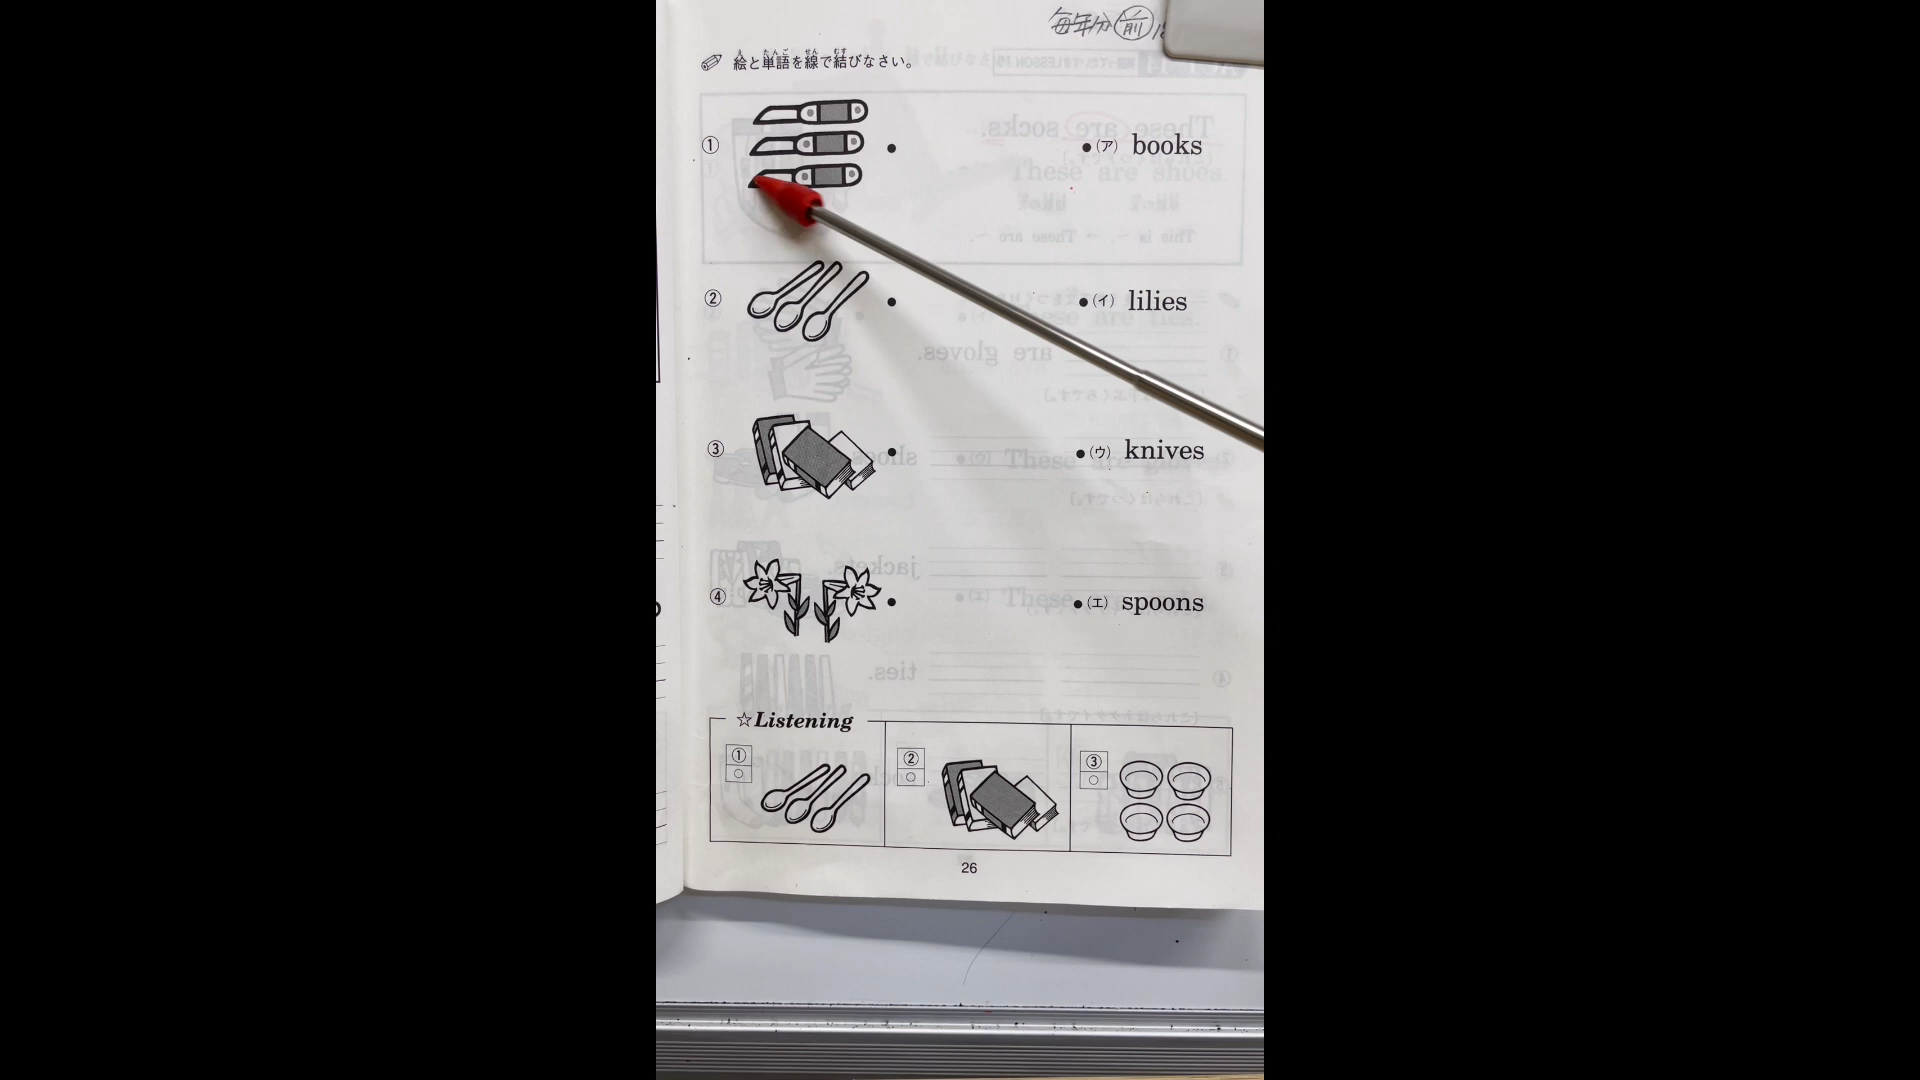 毎年分 前
絵と単語を線で結びなさい。
① (ア) books
② (イ) lilies
③ (ウ) knives
④ (エ) spoons
☆Listening
① ② ③
26